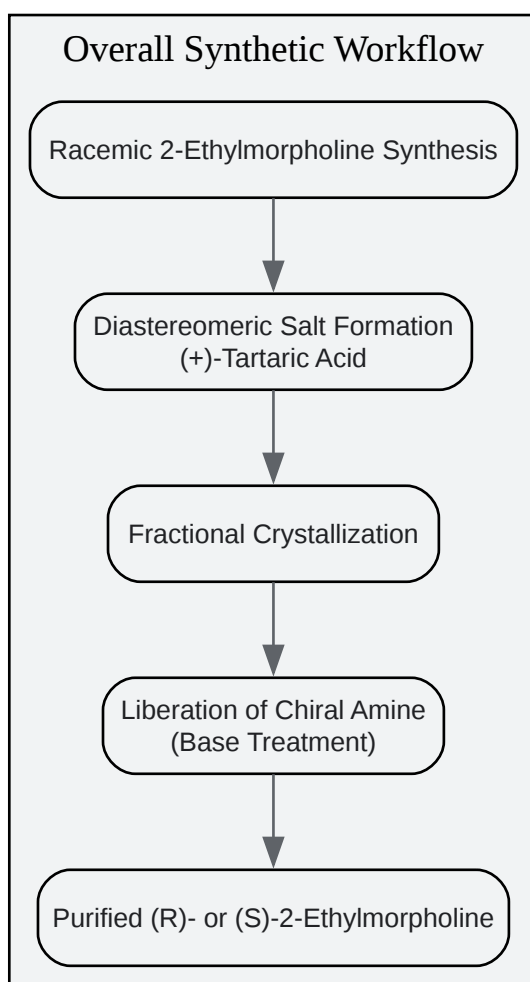 Overall Synthetic Workflow
Racemic 2-Ethylmorpholine Synthesis
Diastereomeric Salt Formation
(+)-Tartaric Acid
Fractional Crystallization
Liberation of Chiral Amine
(Base Treatment)
Purified (R)- or (S)-2-Ethylmorpholine